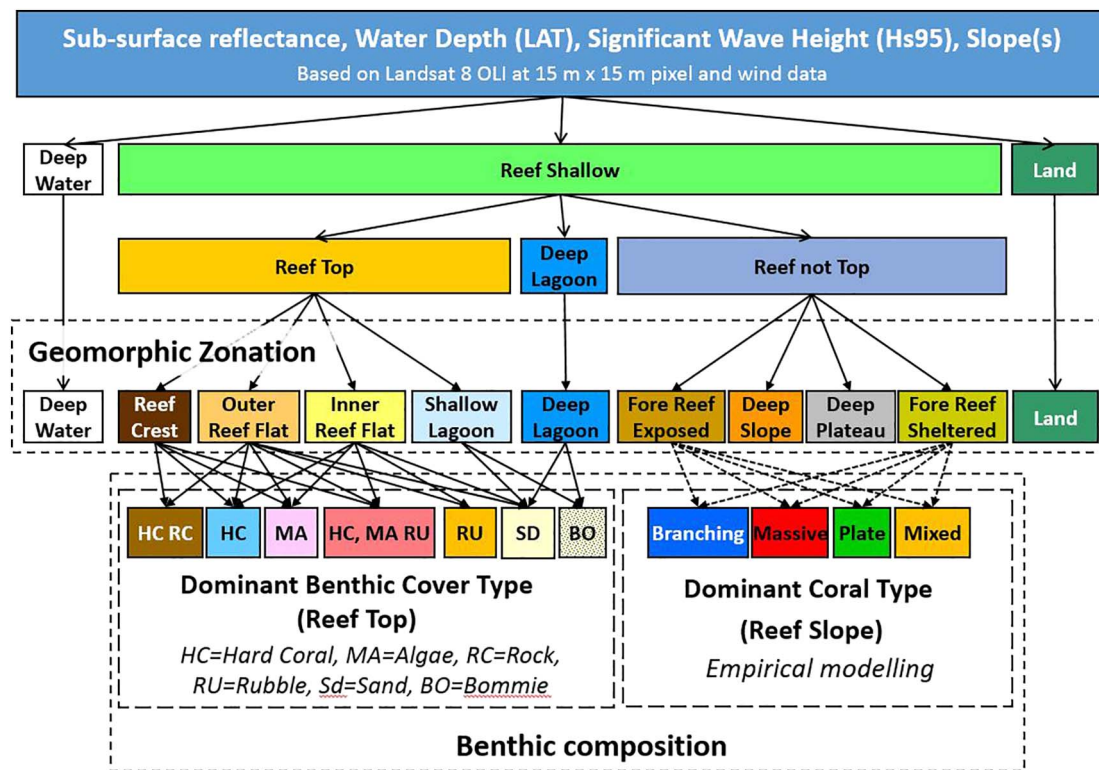 Sub-surface reflectance, Water Depth (LAT), Significant Wave Height (Hs95), Slope(s)
Based on Landsat 8 OLI at 15 m x 15 m pixel and wind data
Deep
Water
Reef Shallow
Land
Reef Top
Deep
Lagoon
Reef not Top
Geomorphic Zonation
Deep
Water
Reef
Crest
Outer
Reef Flat
Inner
Reef Flat
Shallow
Lagoon
Deep
Lagoon
Fore Reef
Exposed
Deep
Slope
Deep
Plateau
Fore Reef
Sheltered
Land
HC RC
HC
MA
HC, MA RU
RU
SD
BO
Branching
Massive
Plate
Mixed
Dominant Benthic Cover Type
(Reef Top)
HC=Hard Coral, MA=Algae, RC=Rock,
RU=Rubble, Sd=Sand, BO=Bommie
Dominant Coral Type
(Reef Slope)
Empirical modelling
Benthic composition